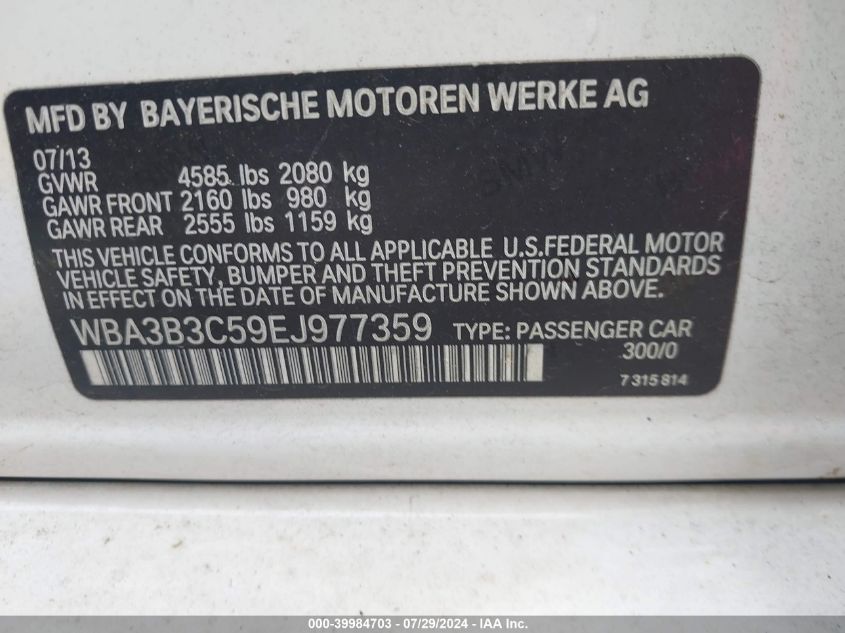 MFD BY BAYERISCHE MOTOREN WERKE AG
07/13
GVWR 4585 lbs 2080 kg
GAWR FRONT 2160 lbs 980 kg
GAWR REAR 2555 lbs 1159 kg
THIS VEHICLE CONFORMS TO ALL APPLICABLE U.S.FEDERAL MOTOR
VEHICLE SAFETY, BUMPER AND THEFT PREVENTION STANDARDS
IN EFFECT ON THE DATE OF MANUFACTURE SHOWN ABOVE.
WBA3B3C59EJ977359 TYPE: PASSENGER CAR
300/0
7 315 814
000-39984703 - 07/29/2024 - IAA Inc.